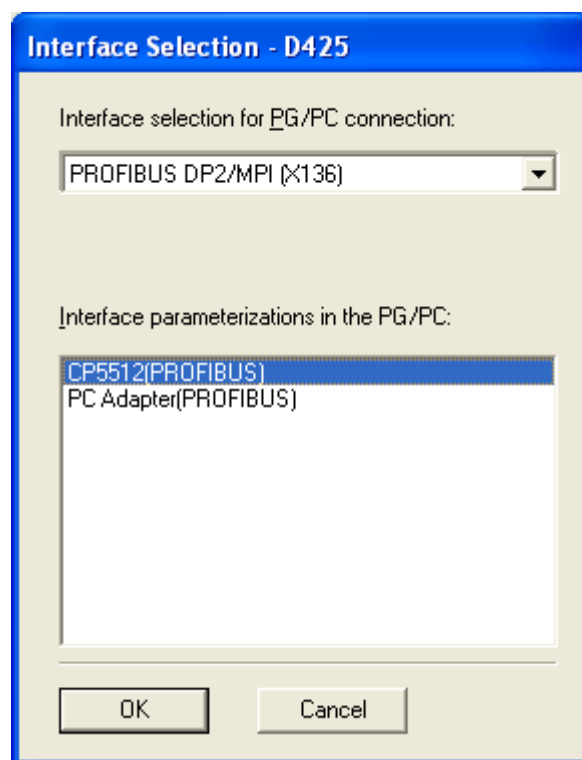 Interface Selection - D425
Interface selection for PG/PC connection:
PROFIBUS DP2/MPI (X136)
Interface parameterizations in the PG/PC:
CP5512(PROFIBUS)
PC Adapter(PROFIBUS)
OK
Cancel